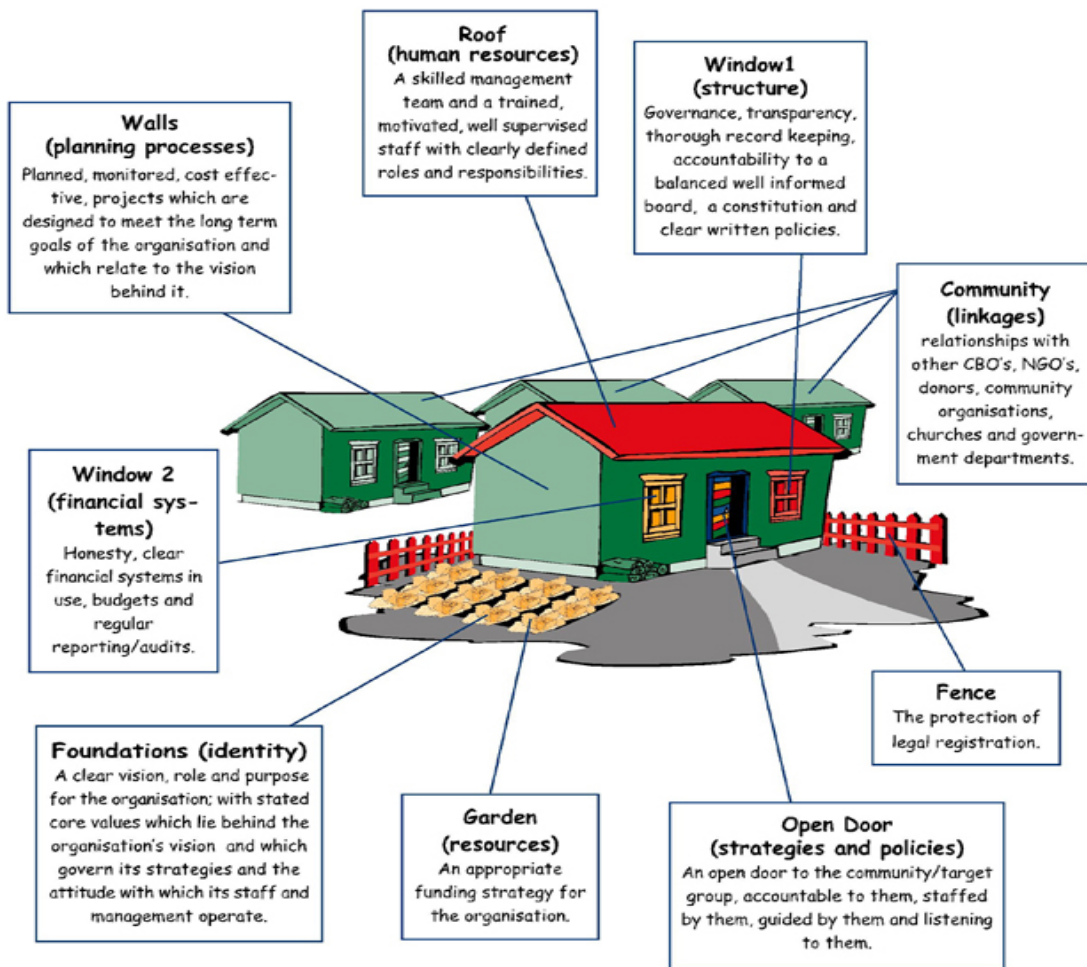 Roof
(human resources)
A skilled management
team and a trained,
motivated, well supervised
staff with clearly defined
roles and responsibilities.
Window1
(structure)
Governance, transparency,
thorough record keeping,
accountability to a
balanced well informed
board, a constitution and
clear written policies.
Walls
(planning processes)
Planned, monitored, cost effec-
tive, projects which are
designed to meet the long term
goals of the organisation and
which relate to the vision
behind it.
Community
(linkages)
relationships with
other CBO's, NGO's,
donors, community
organisations,
churches and govern-
ment departments.
Window 2
(financial sys-
tems)
Honesty, clear
financial systems in
use, budgets and
regular
reporting/audits.
Fence
The protection of
legal registration.
Foundations (identity)
A clear vision, role and purpose
for the organisation; with stated
core values which lie behind the
organisation's vision and which
govern its strategies and the
attitude with which its staff and
management operate.
Garden
(resources)
An appropriate
funding strategy for
the organisation.
Open Door
(strategies and policies)
An open door to the community/target
group, accountable to them, staffed
by them, guided by them and listening
to them.